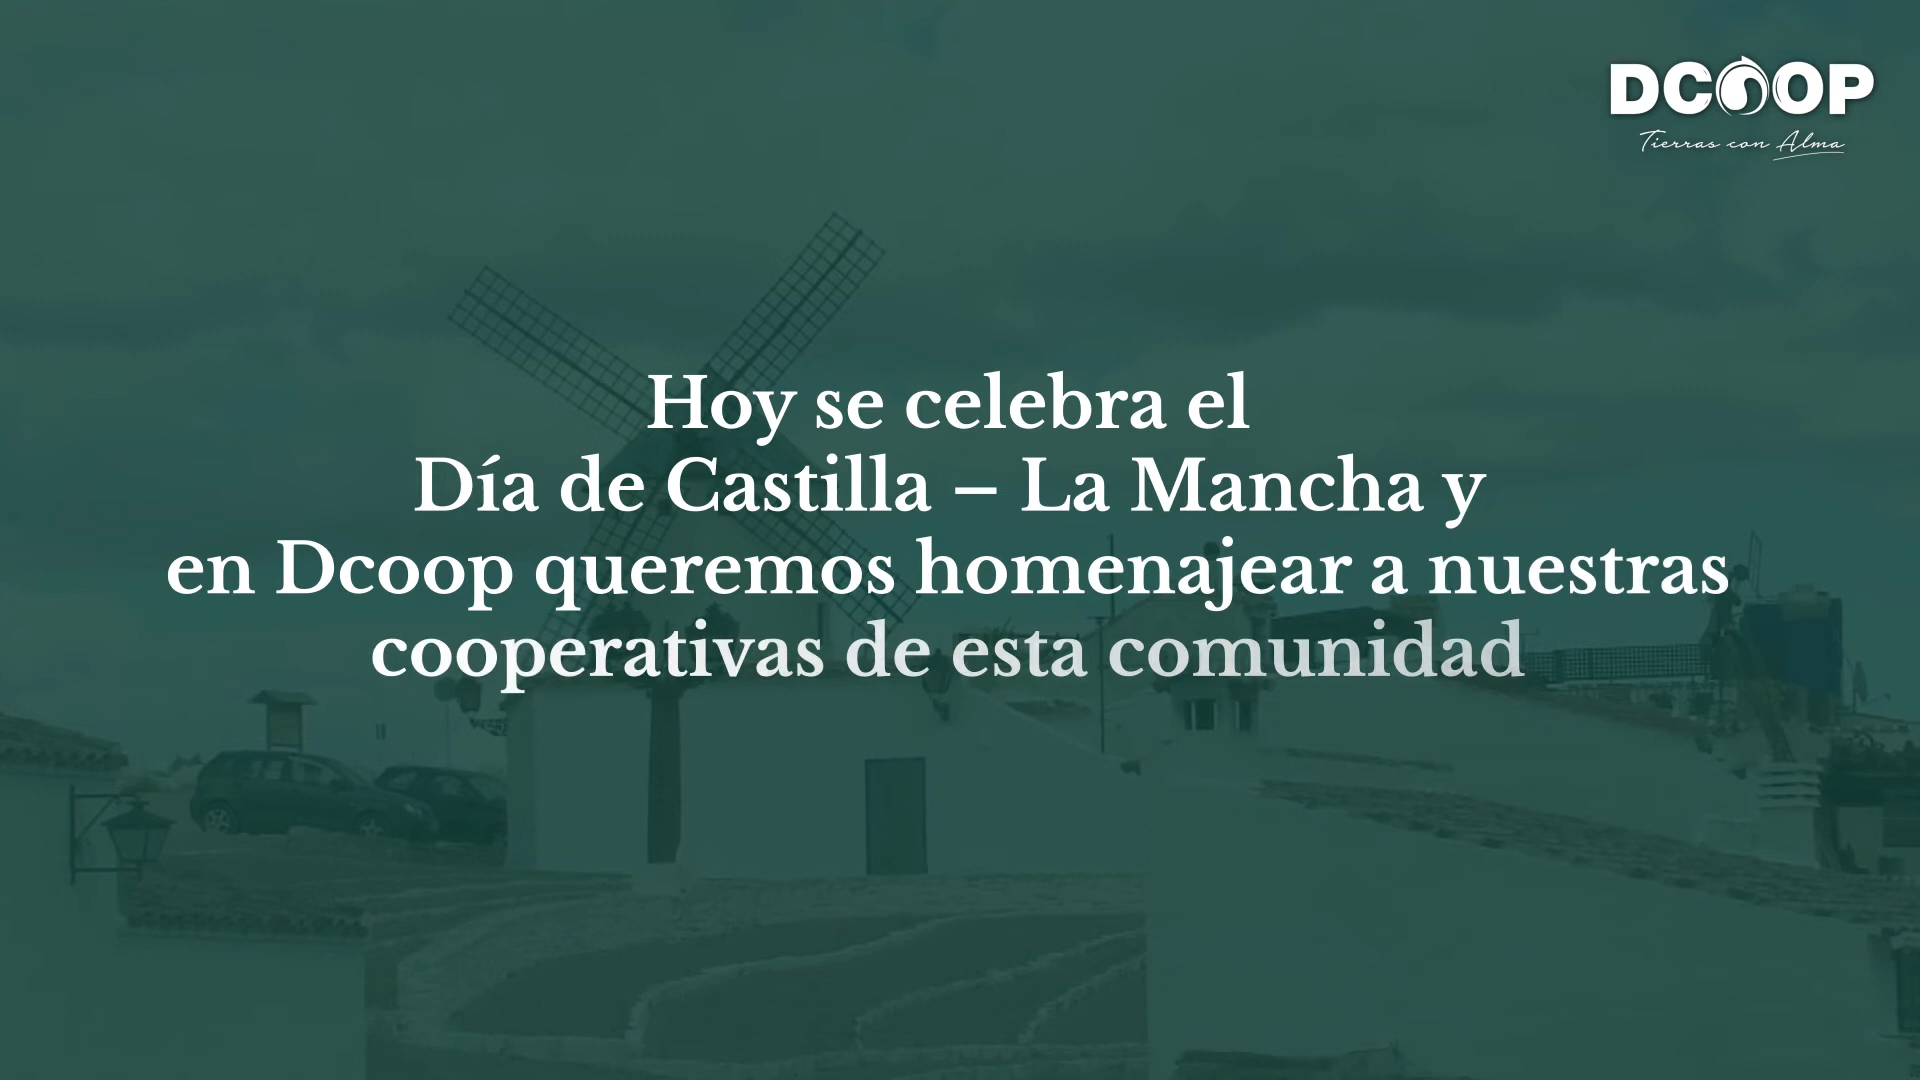 DCOOP
Tierras con Alma
Hoy se celebra el
Día de Castilla – La Mancha y
en Dcoop queremos homenajear a nuestras
cooperativas de esta comunidad